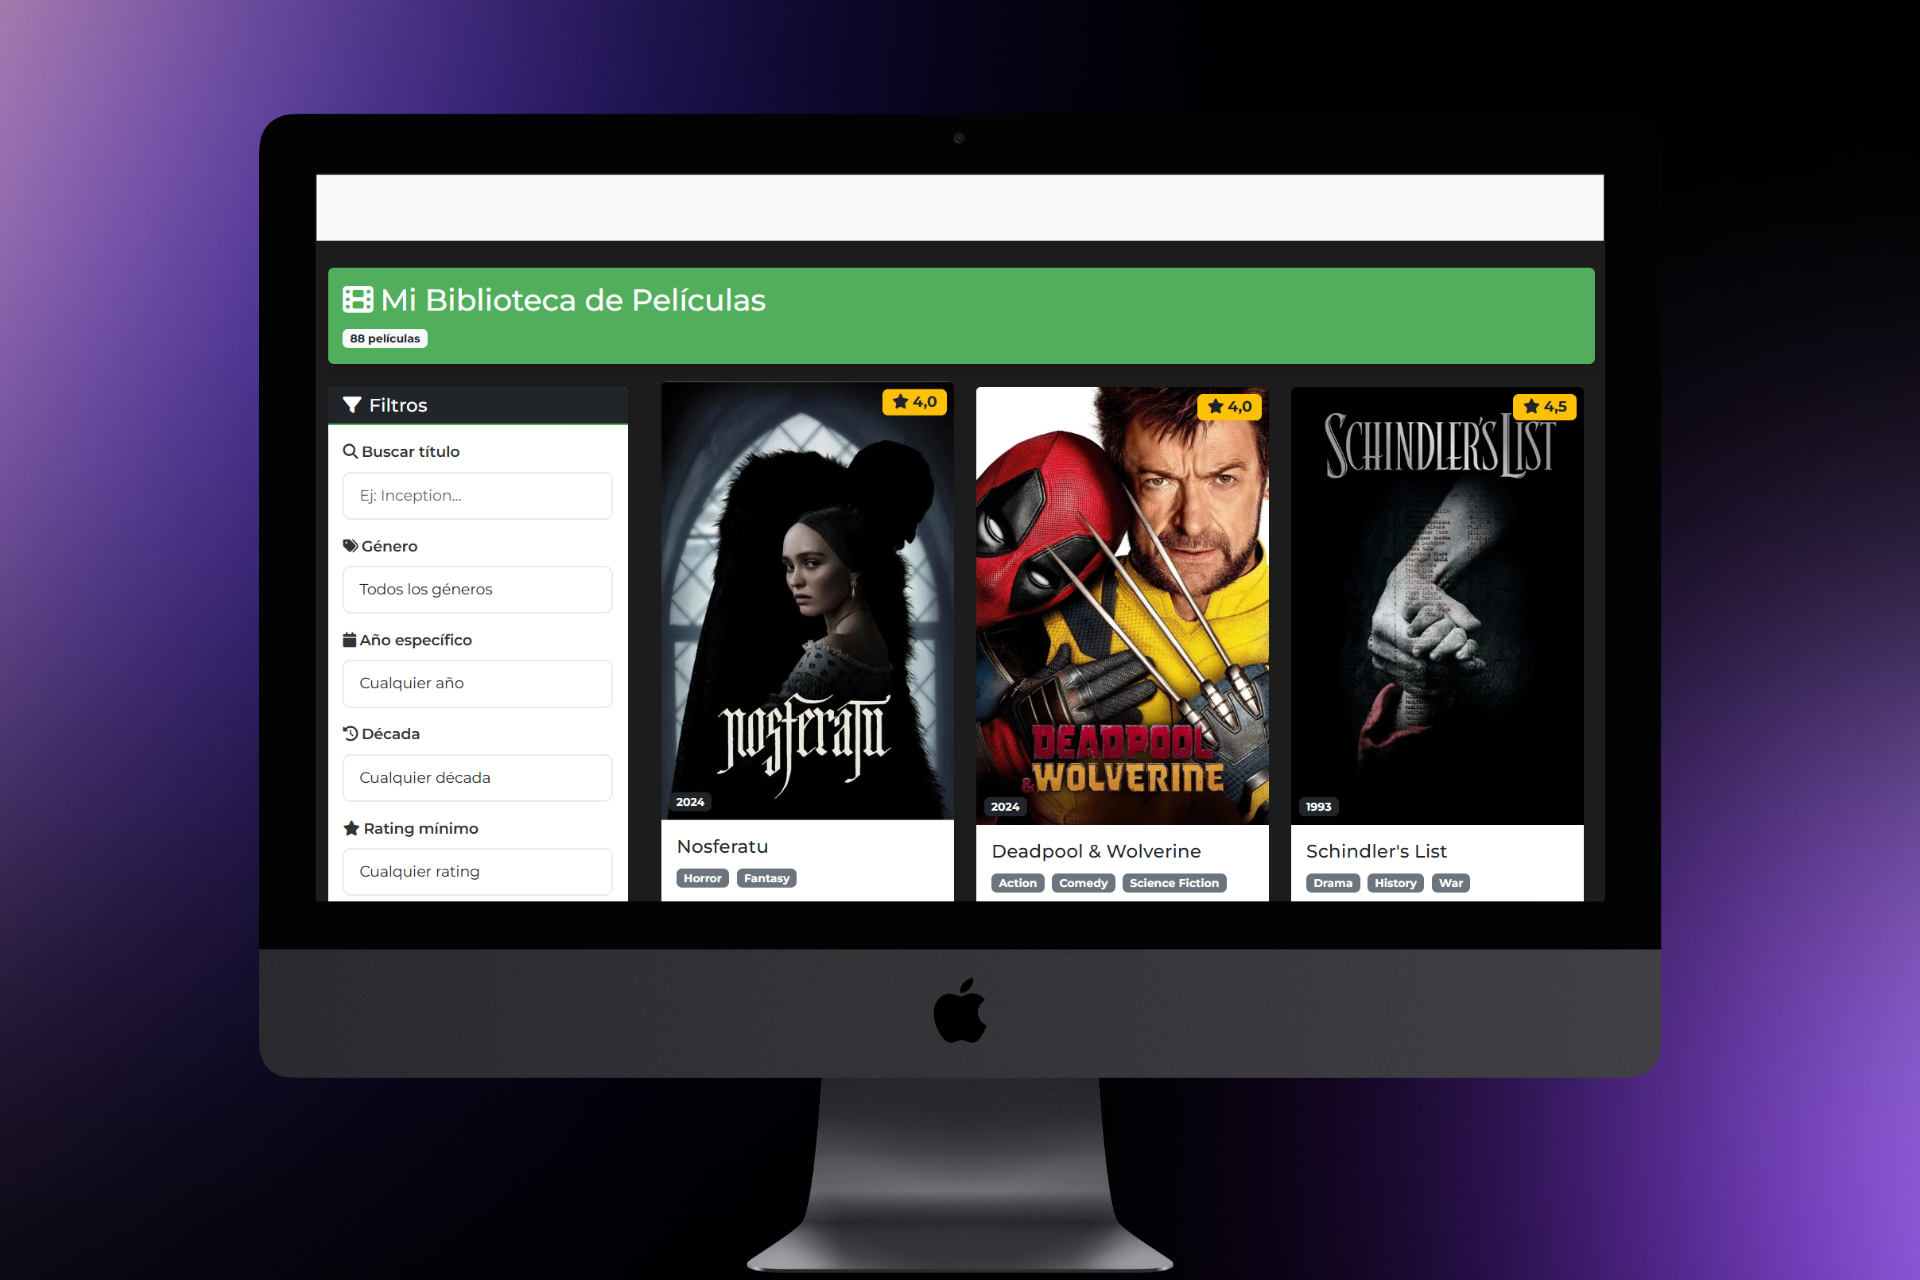 Mi Biblioteca de Películas
88 películas
Filtros
Buscar título
Ej: Inception...
Género
Todos los géneros
Año específico
Cualquier año
Década
Cualquier década
Rating mínimo
Cualquier rating
4,0
nosferatu
2024
Nosferatu
Horror Fantasy
4,0
DEADPOOL
& WOLVERINE
2024
Deadpool & Wolverine
Action Comedy Science Fiction
4,5
SCHINDLER'S LIST
1993
Schindler's List
Drama History War